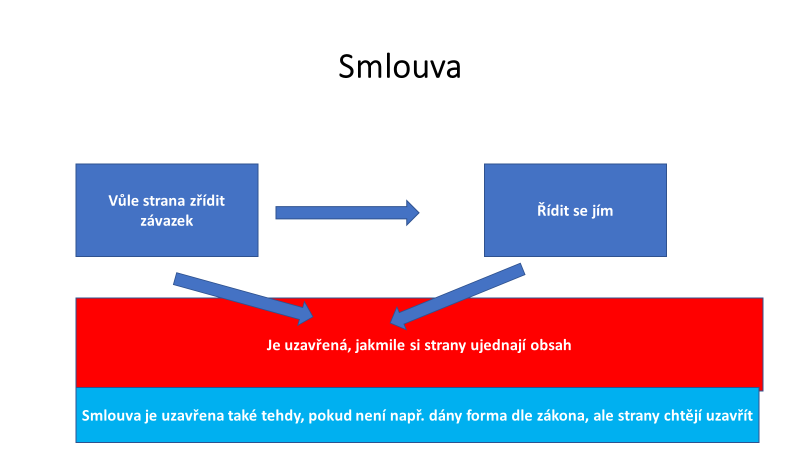 Smlouva
Vůle strana zřídit
závazek
Řídit se jím
Je uzavřená, jakmile si strany ujednají obsah
Smlouva je uzavřena také tehdy, pokud není např. dány forma dle zákona, ale strany chtějí uzavřít